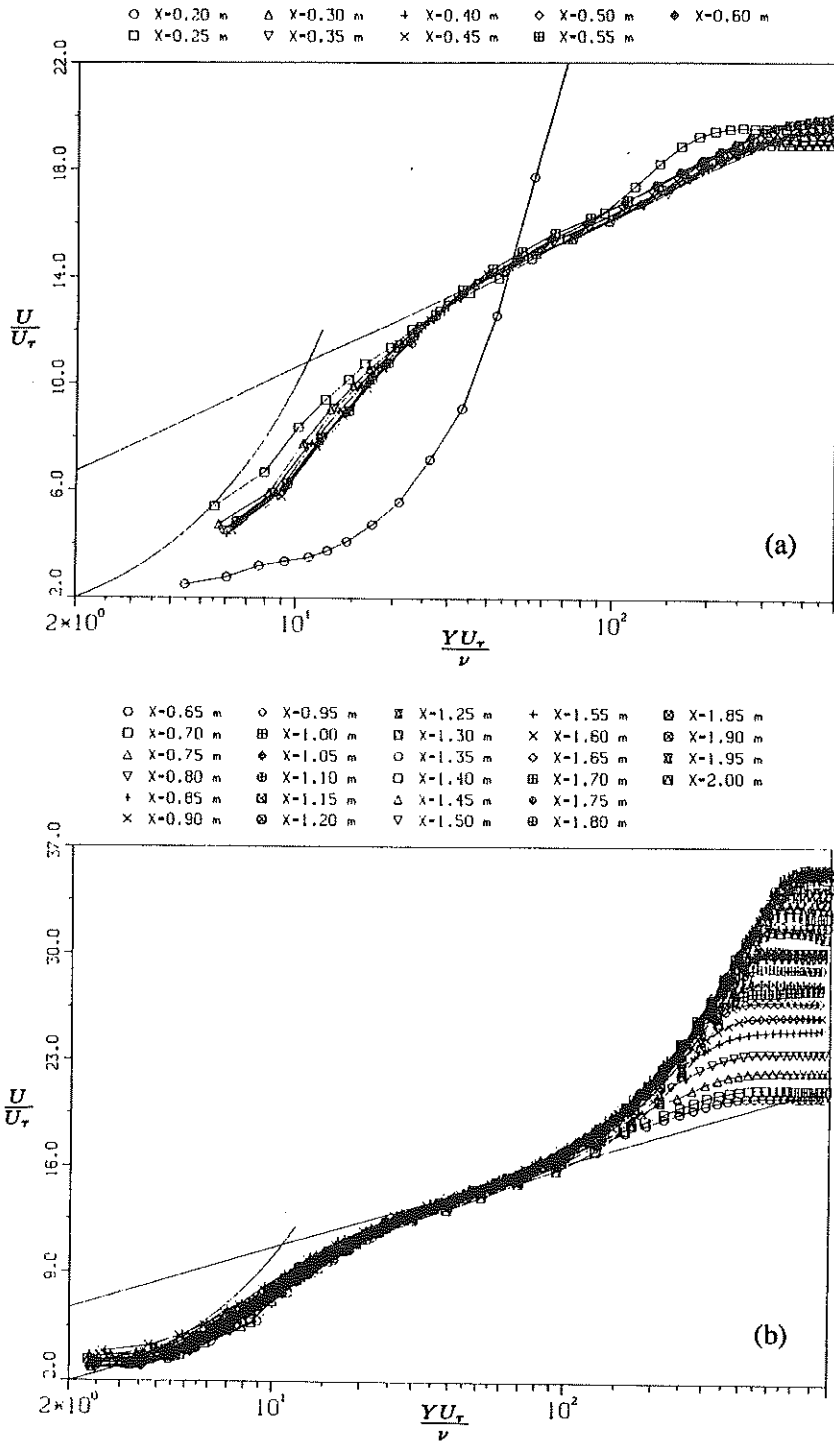 ○ X=0.20 m △ X=0.30 m + X=0.40 m ◇ X=0.50 m ⌖ X=0.60 m
□ X=0.25 m ▽ X=0.35 m × X=0.45 m ⊞ X=0.55 m
22.0
18.0
14.0
U/Uτ
10.0
6.0
2.0
(a)
2*10⁰ 10¹ 10²
YUτ/ν
○ X=0.65 m ◇ X=0.95 m X=1.25 m + X=1.55 m X=1.85 m
□ X=0.70 m ⊞ X=1.00 m X=1.30 m × X=1.60 m X=1.90 m
△ X=0.75 m X=1.05 m ○ X=1.35 m ◇ X=1.65 m X=1.95 m
▽ X=0.80 m ⊕ X=1.10 m □ X=1.40 m ⊞ X=1.70 m X=2.00 m
+ X=0.85 m X=1.15 m △ X=1.45 m X=1.75 m
× X=0.90 m X=1.20 m ▽ X=1.50 m ⊕ X=1.80 m
37.0
30.0
23.0
U/Uτ
16.0
9.0
(b)
2*10⁰ 10¹ 10²
YUτ/ν